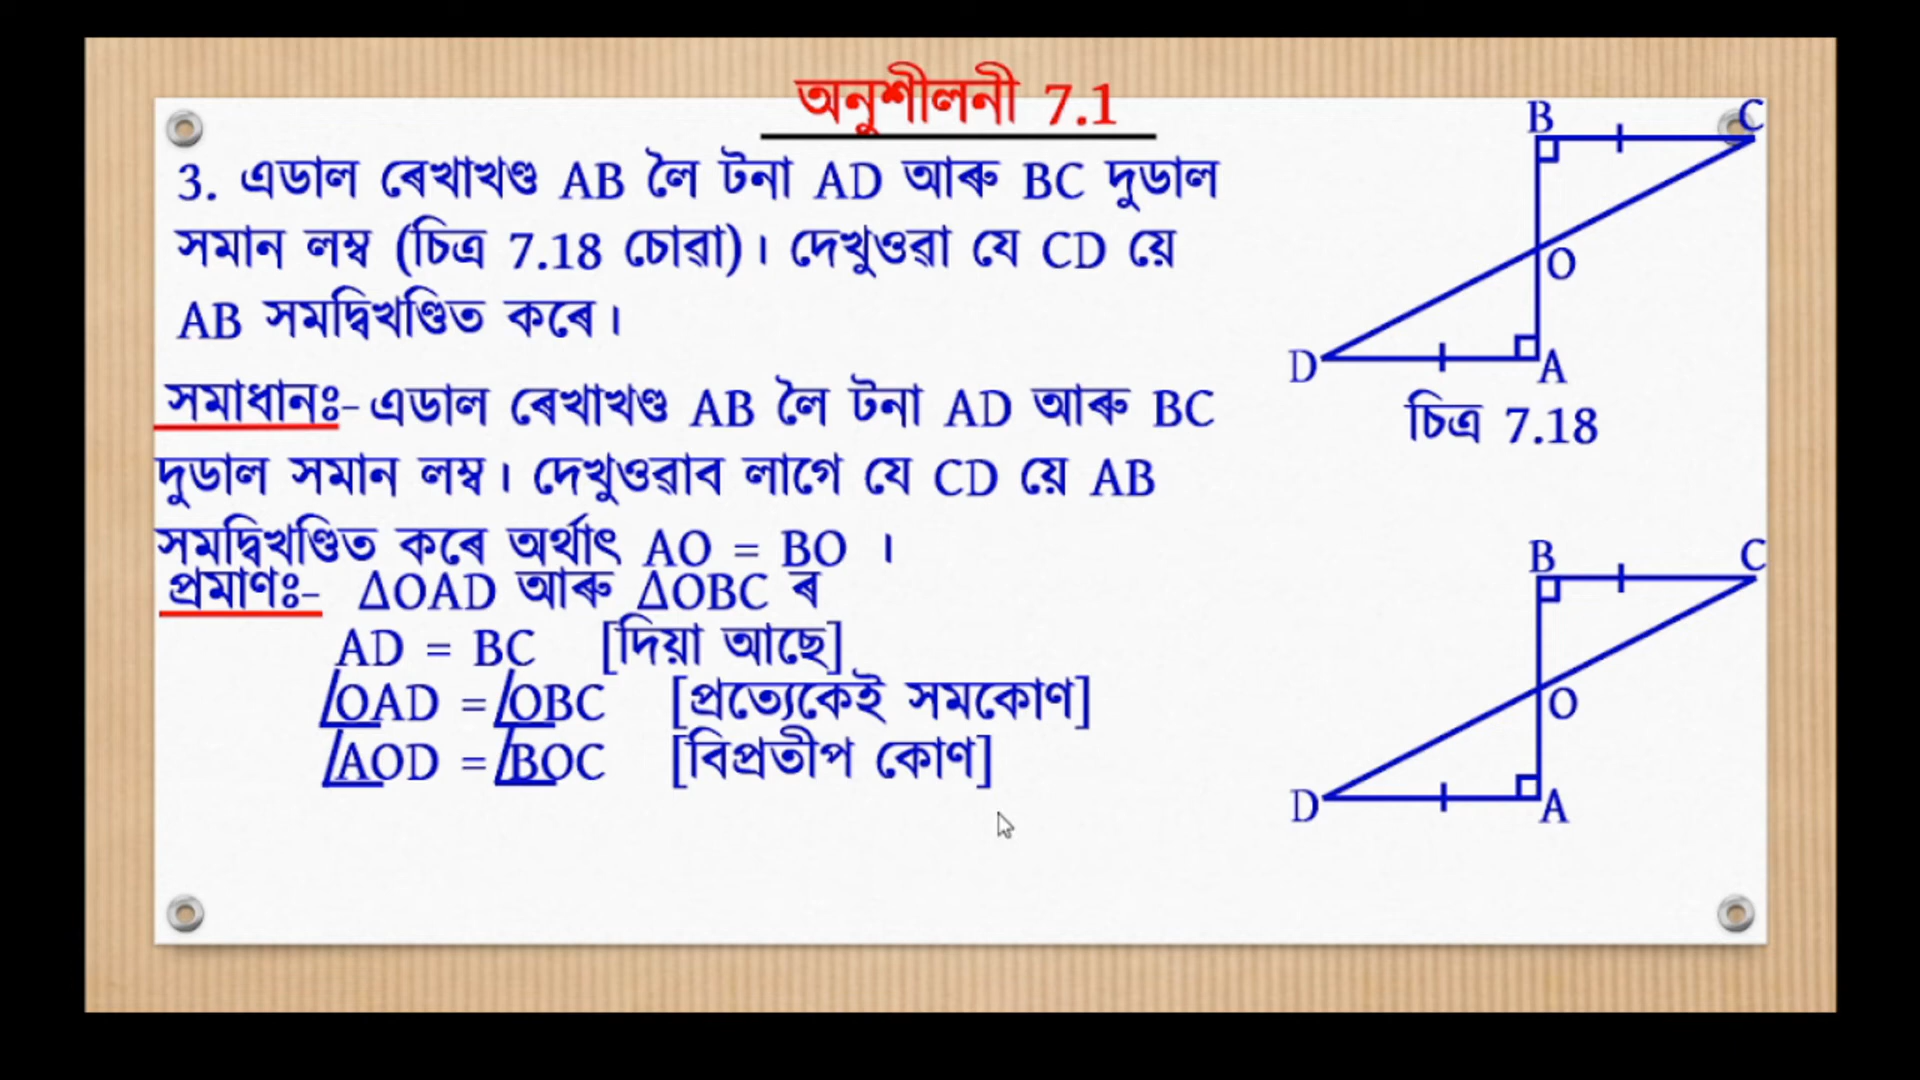 অনুশীলনী 7.1
3. এডাল ৰেখাখণ্ড AB লৈ টনা AD আৰু BC দুডাল
সমান লম্ব (চিত্ৰ 7.18 চোৱা)। দেখুওৱা যে CD য়ে
AB সমদ্বিখণ্ডিত কৰে।
সমাধানঃ- এডাল ৰেখাখণ্ড AB লৈ টনা AD আৰু BC
দুডাল সমান লম্ব। দেখুওৱাব লাগে যে CD য়ে AB
সমদ্বিখণ্ডিত কৰে অৰ্থাৎ AO = BO ।
প্ৰমাণঃ- ΔOAD আৰু ΔOBC ৰ
AD = BC [দিয়া আছে]
∠OAD = ∠OBC [প্ৰত্যেকেই সমকোণ]
∠AOD = ∠BOC [বিপ্ৰতীপ কোণ]
B C
O
D A
চিত্ৰ 7.18
B C
O
D A